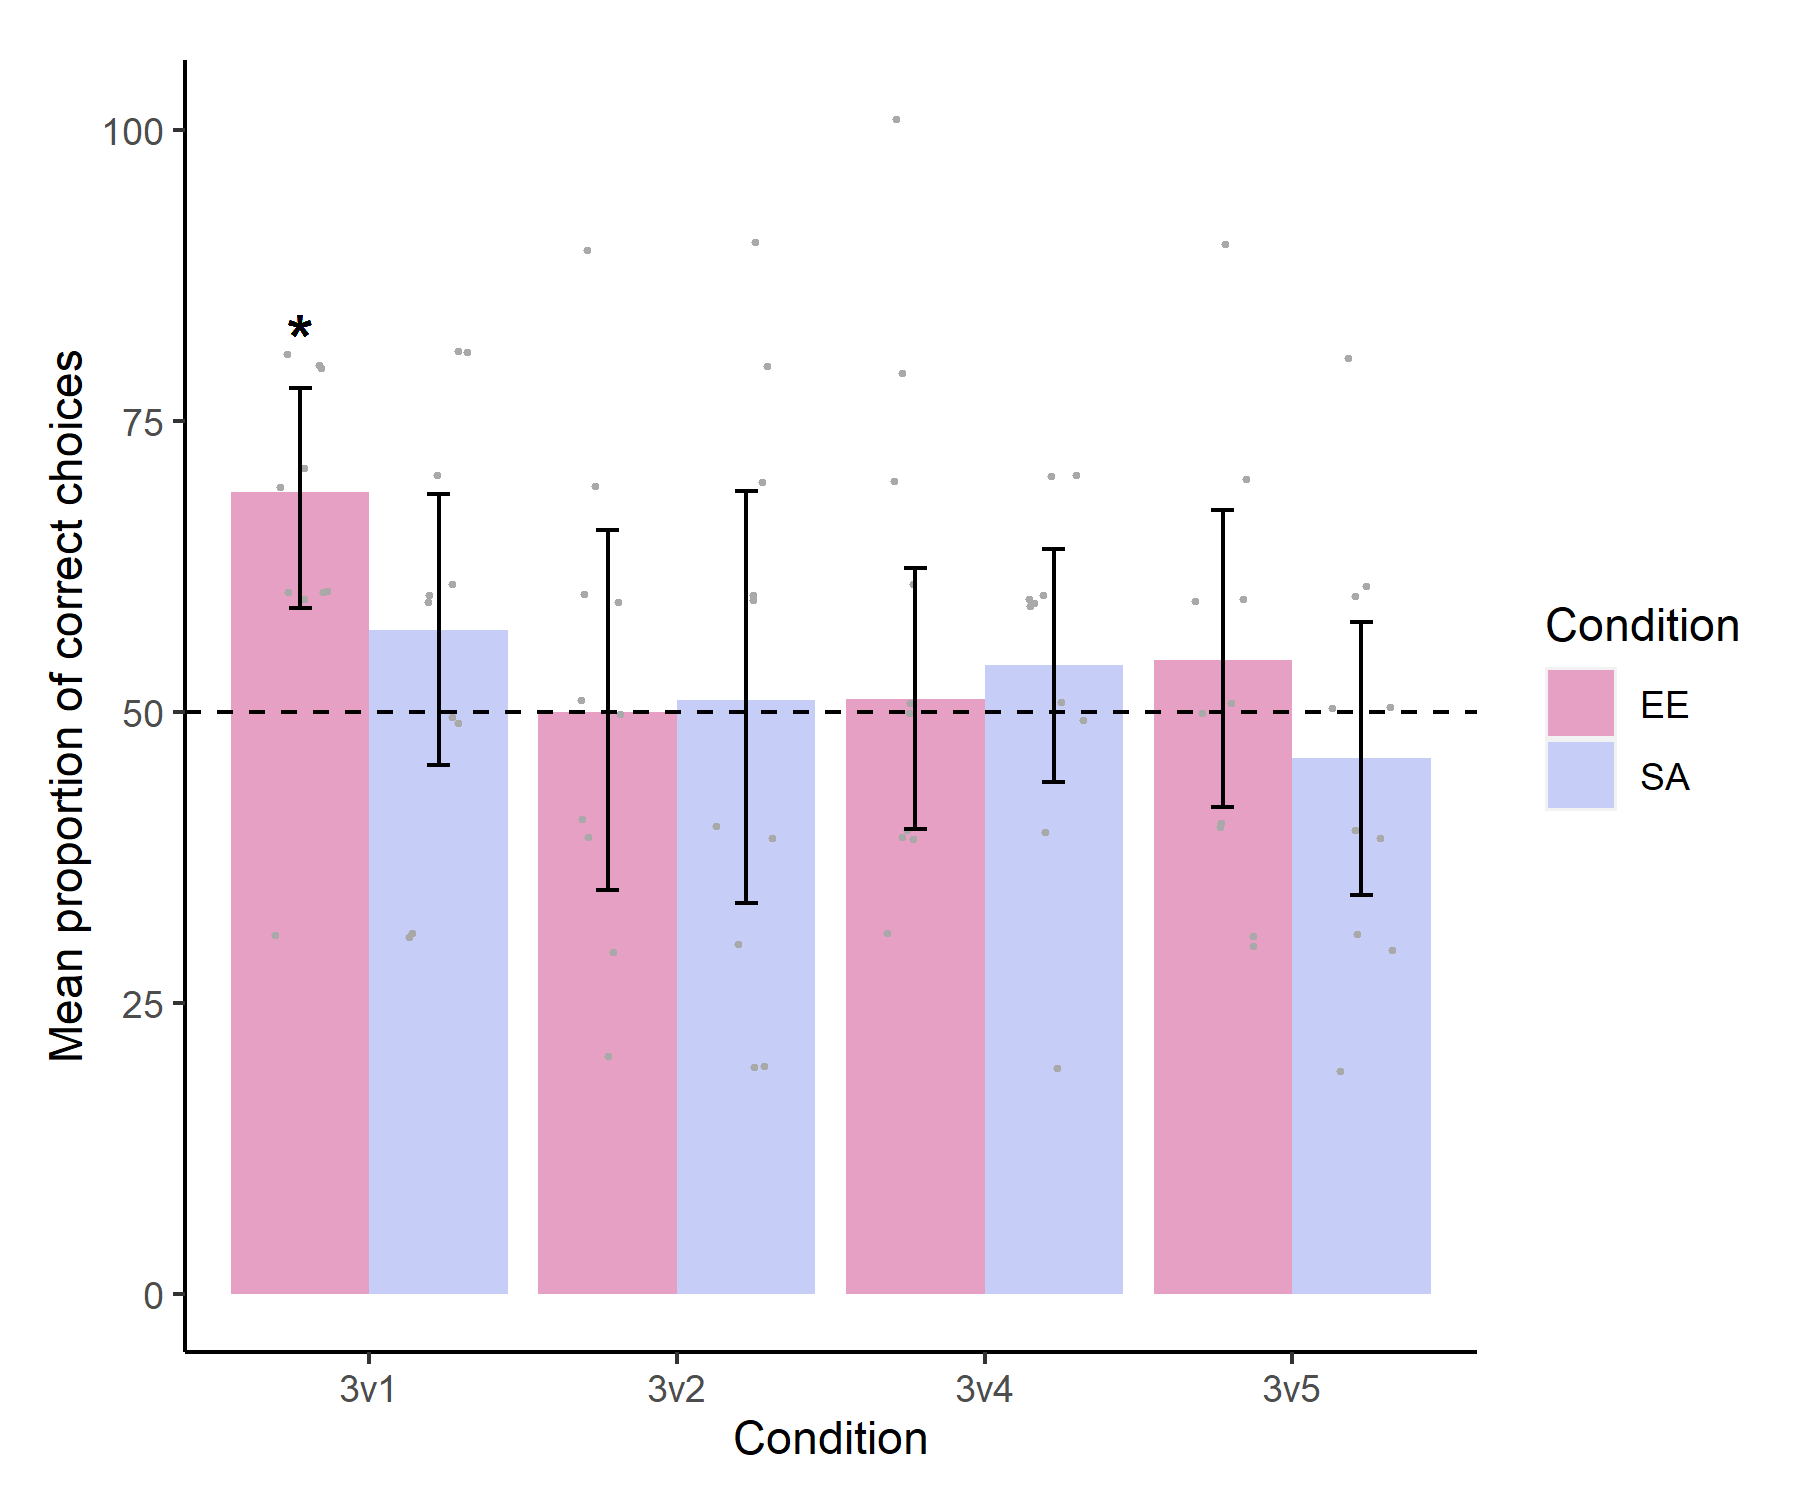 Mean proportion of correct choices
100
75
50
25
0
*
3v1
3v2
3v4
3v5
Condition
Condition
EE
SA